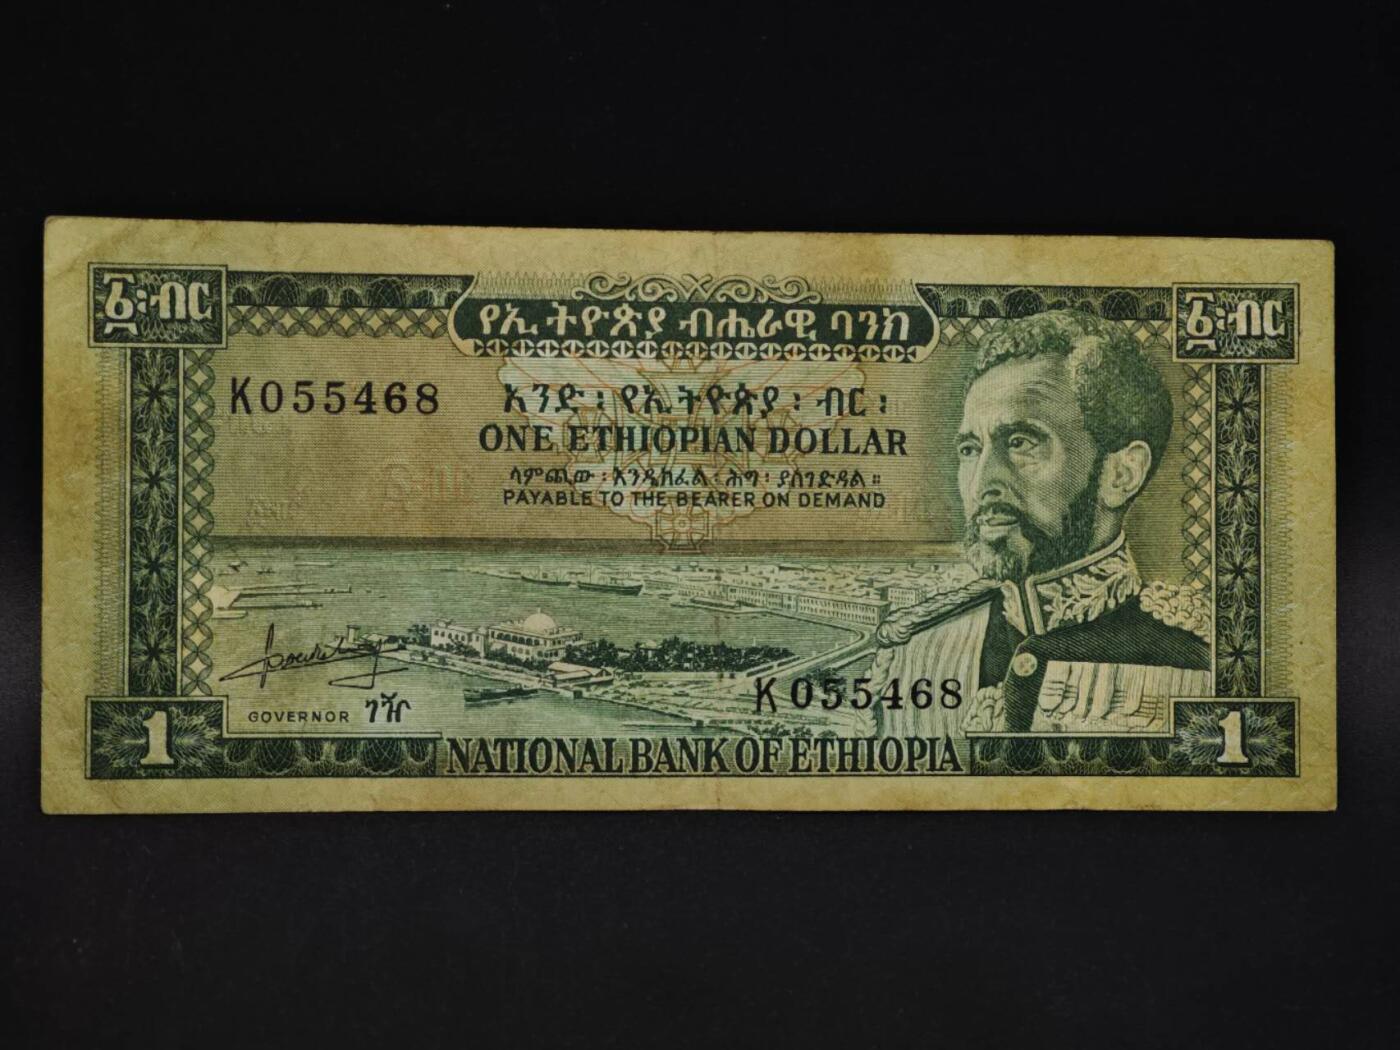 ፩፡ብር
የኢትዮጵያ ብሔራዊ ባንክ
፩፡ብር
K055468
አንድ ፡ የኢትዮጵያ ፡ ብር ፡
ONE ETHIOPIAN DOLLAR
ላምጪው ፡ እንዲከፈል ፡ ሕግ ፡ ያስገድዳል ።
PAYABLE TO THE BEARER ON DEMAND
K055468
GOVERNOR ገዥ
1
NATIONAL BANK OF ETHIOPIA
1